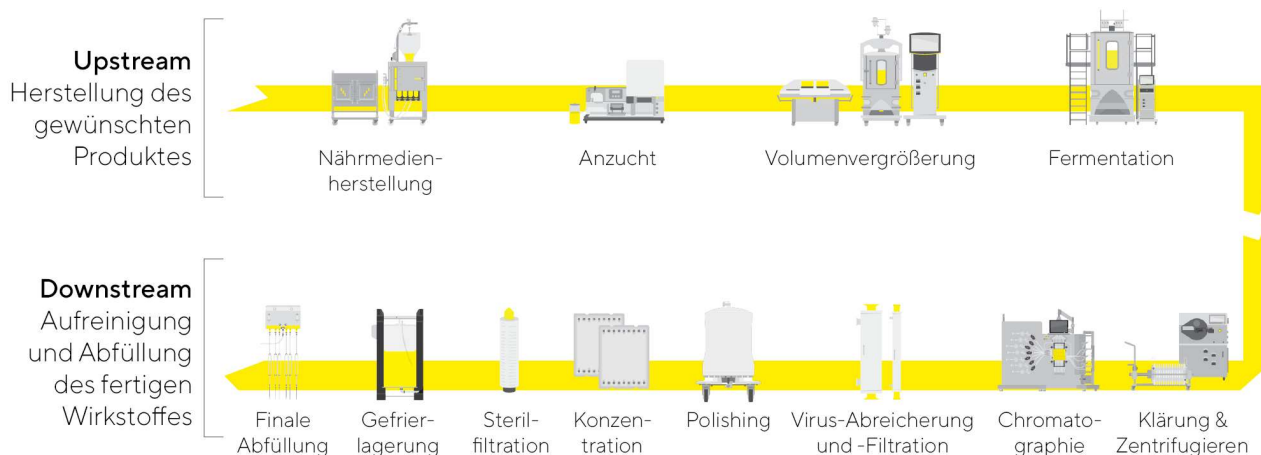 Upstream
Herstellung des
gewünschten
Produktes
Nährmedien-
herstellung
Anzucht
Volumenvergrößerung
Fermentation
Downstream
Aufreinigung
und Abfüllung
des fertigen
Wirkstoffes
Finale
Abfüllung
Gefrier-
lagerung
Steril-
filtration
Konzen-
tration
Polishing
Virus-Abreicherung
und -Filtration
Chromato-
graphie
Klärung &
Zentrifugieren